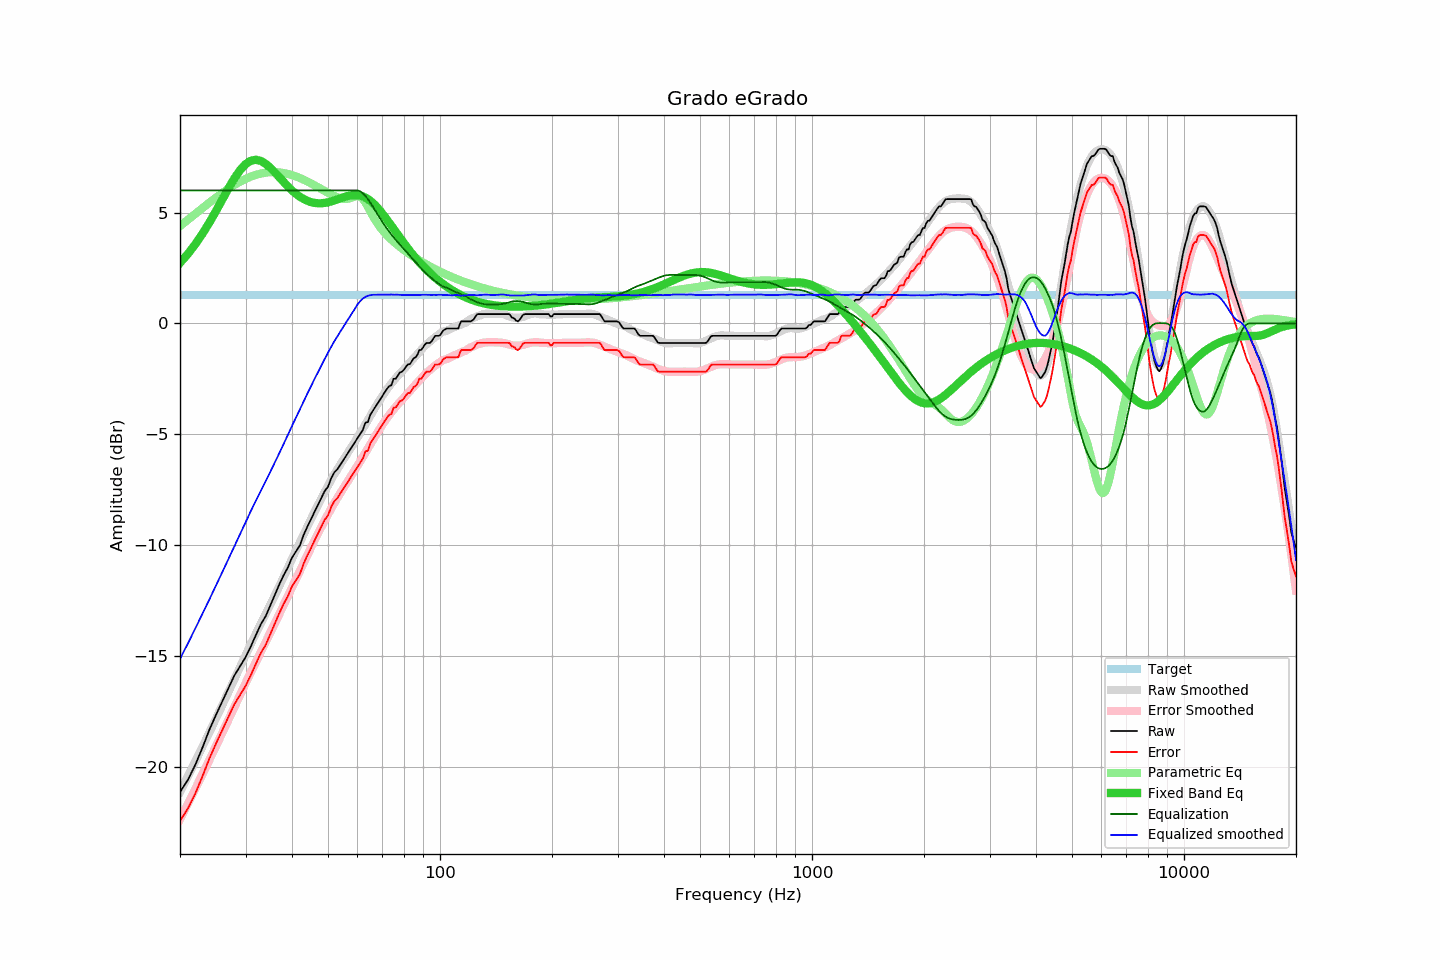 Grado eGrado
5
0
−5
−10
−15
−20
Amplitude (dBr)
100
1000
10000
Frequency (Hz)
Target
Raw Smoothed
Error Smoothed
Raw
Error
Parametric Eq
Fixed Band Eq
Equalization
Equalized smoothed